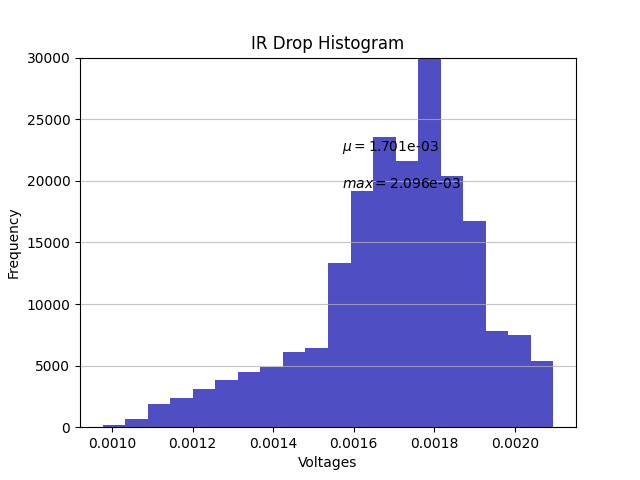 IR Drop Histogram
30000
25000
20000
15000
10000
5000
0
Frequency
μ = 1.701e-03
max = 2.096e-03
0.0010 0.0012 0.0014 0.0016 0.0018 0.0020
Voltages